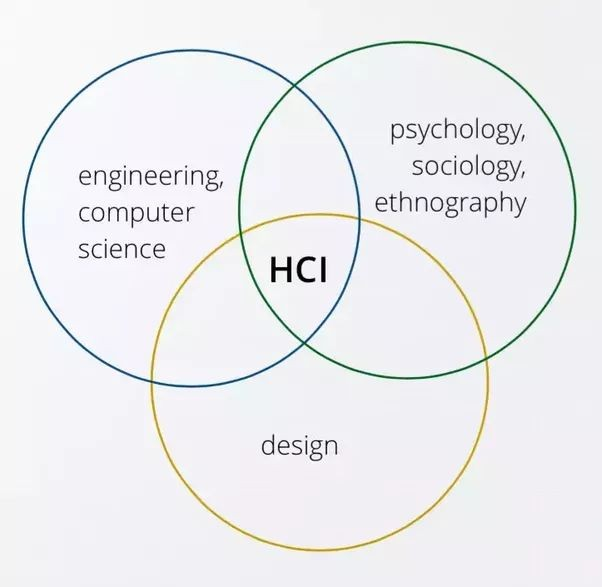 engineering,
computer
science
psychology,
sociology,
ethnography
HCI
design